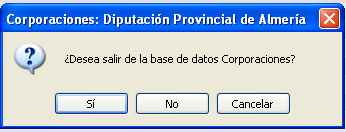 Corporaciones: Diputación Provincial de Almería
¿Desea salir de la base de datos Corporaciones?
Sí
No
Cancelar